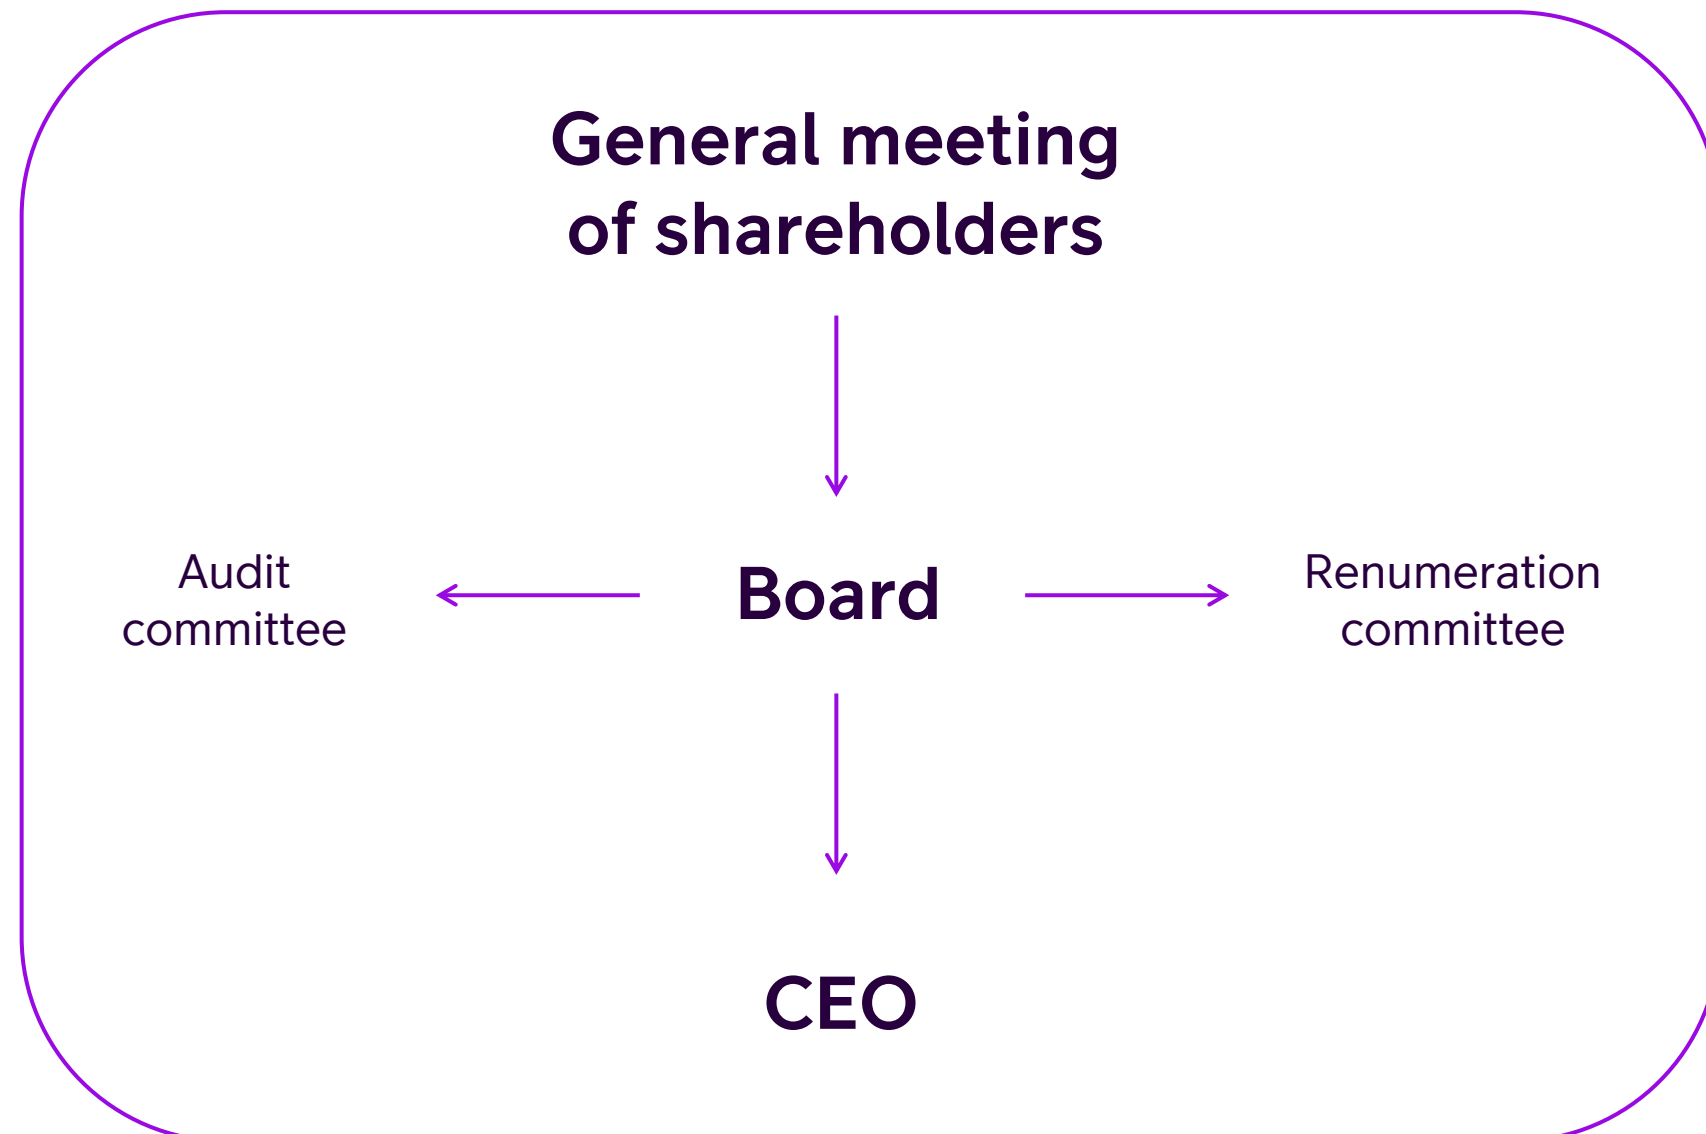 General meeting
of shareholders
Audit
committee
Board
Renumeration
committee
CEO